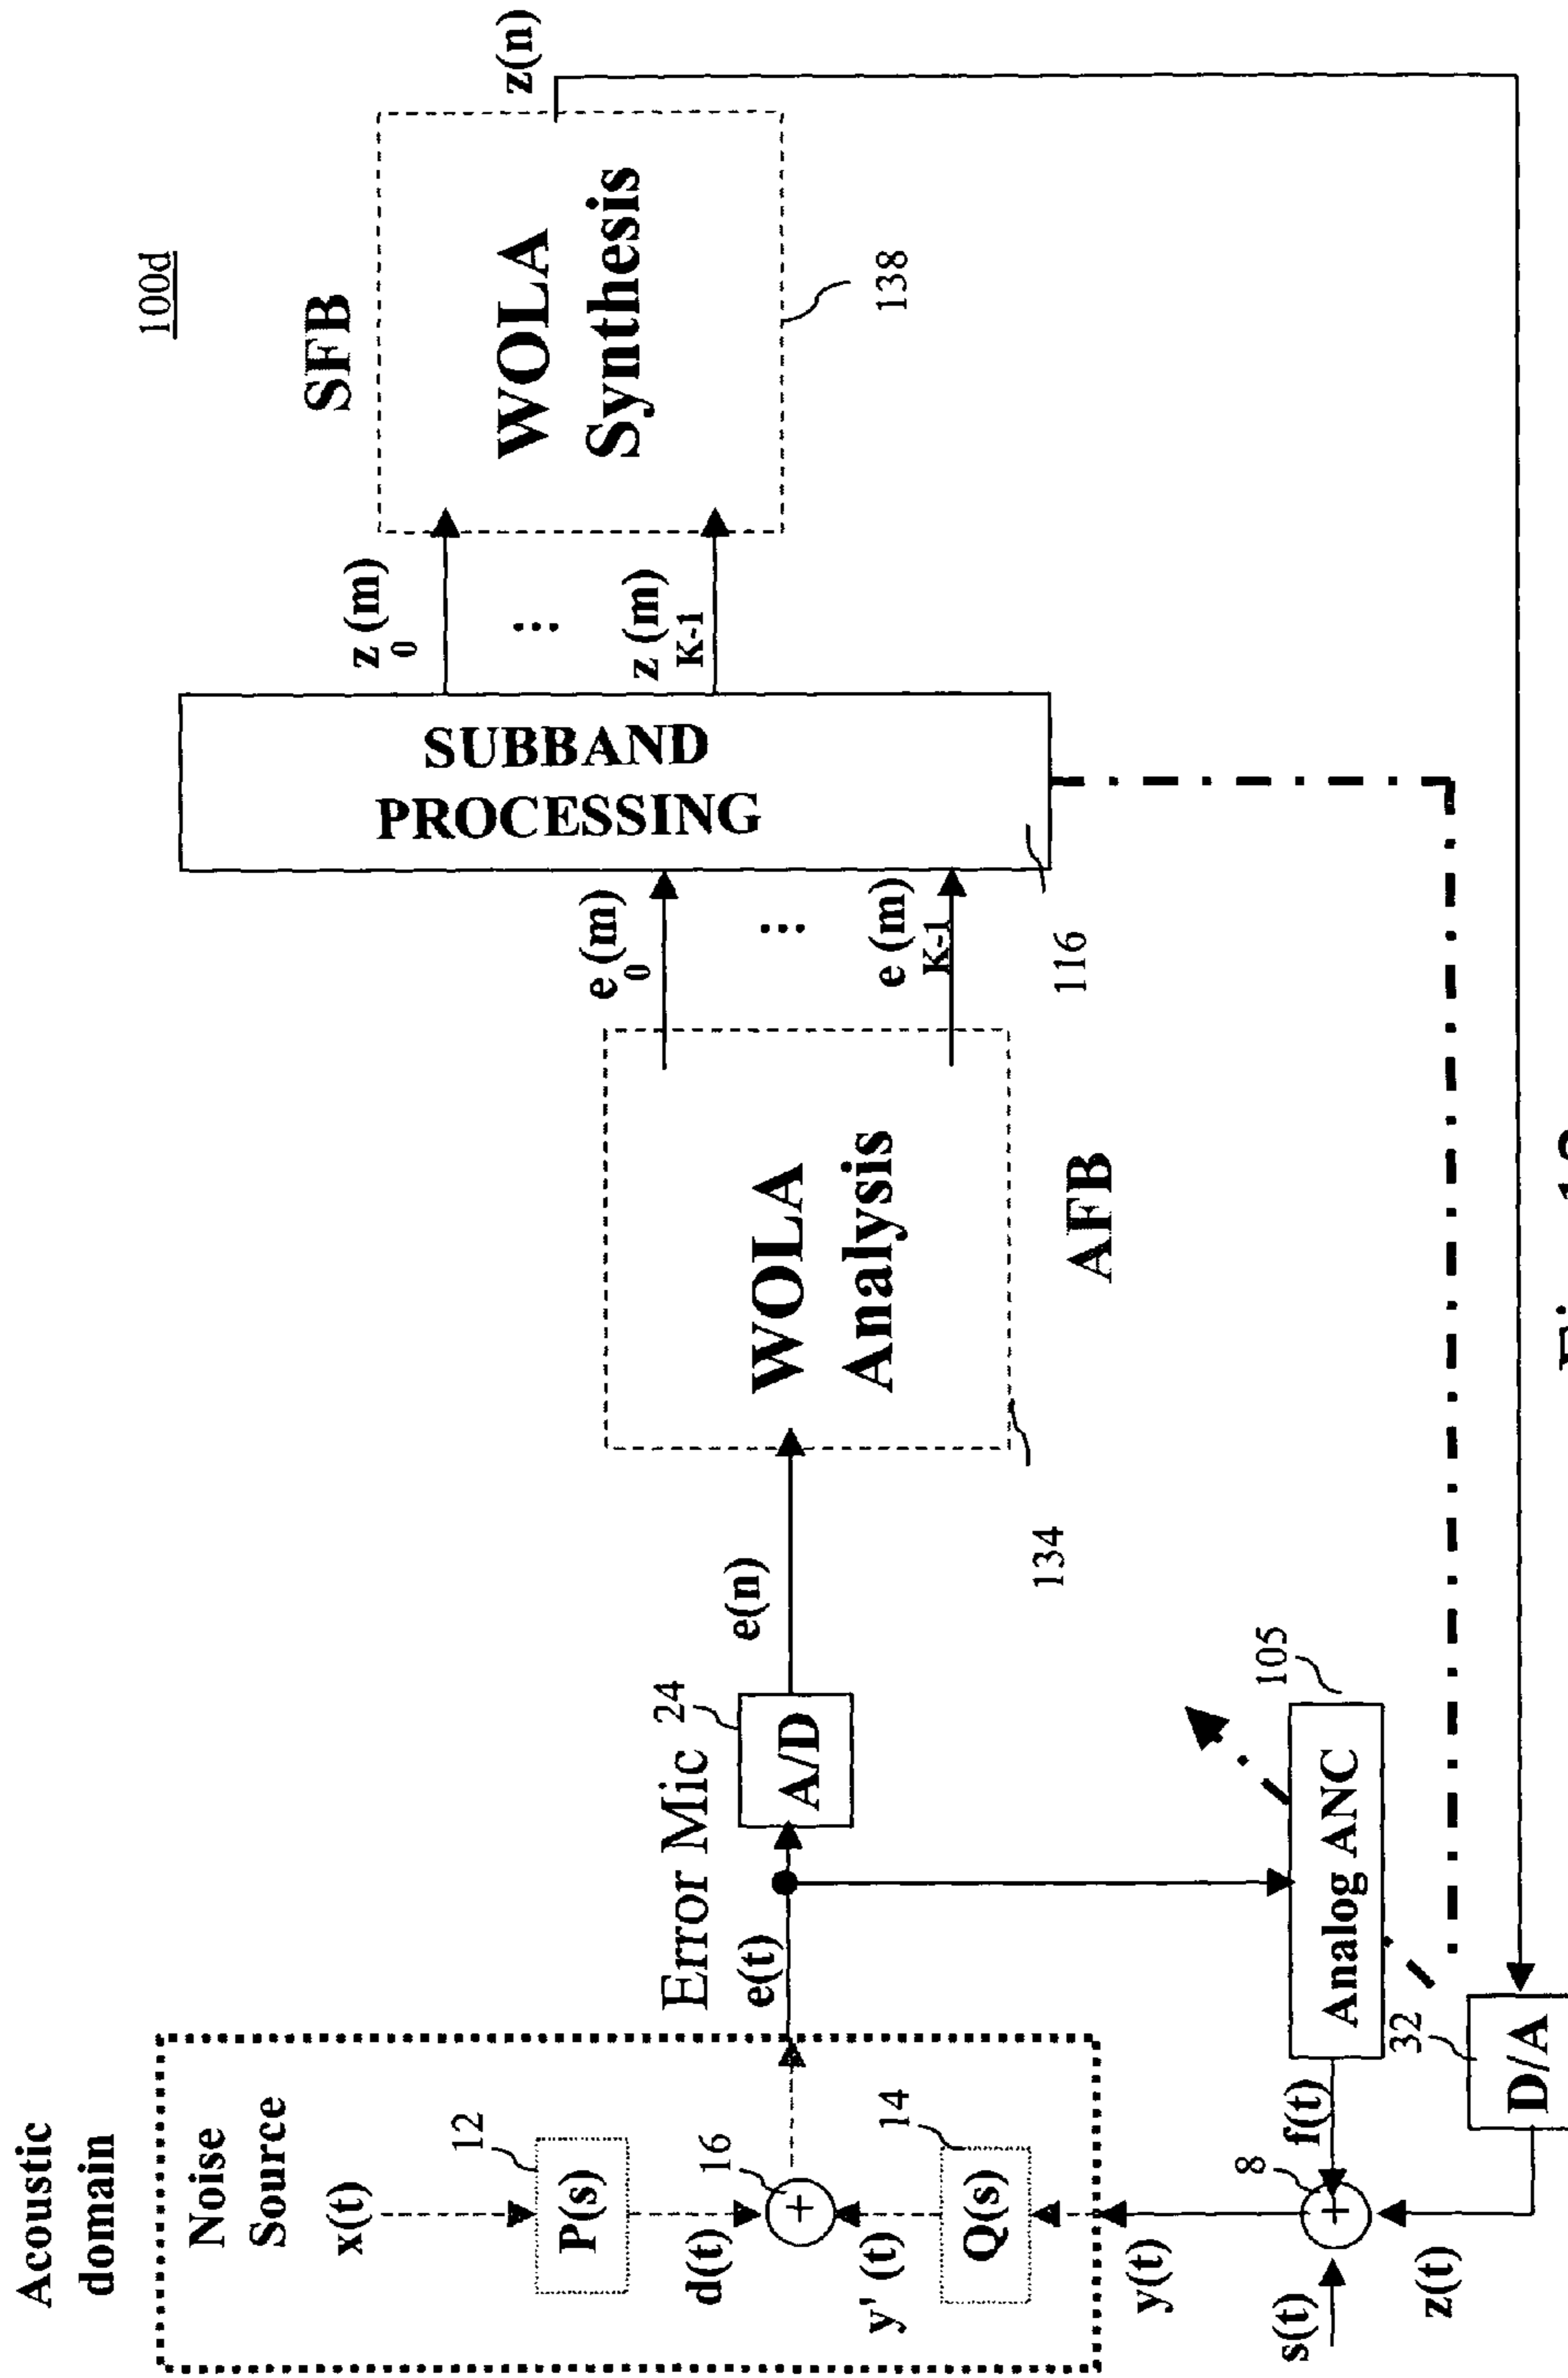 100d
Acoustic
domain
Noise
Source
x(t)
12
P(s)
d(t)
16
+
y' (t)
14
Q(s)
y(t)
s(t)
8
+
f(t)
z(t)
32
D/A
Error Mic
e(t)
24
A/D
e(n)
Analog ANC
105
WOLA
Analysis
134
AFB
e0 (m)
⋮
eK-1 (m)
SUBBAND
PROCESSING
116
z0 (m)
⋮
zK-1 (m)
SFB
WOLA
Synthesis
138
z(n)